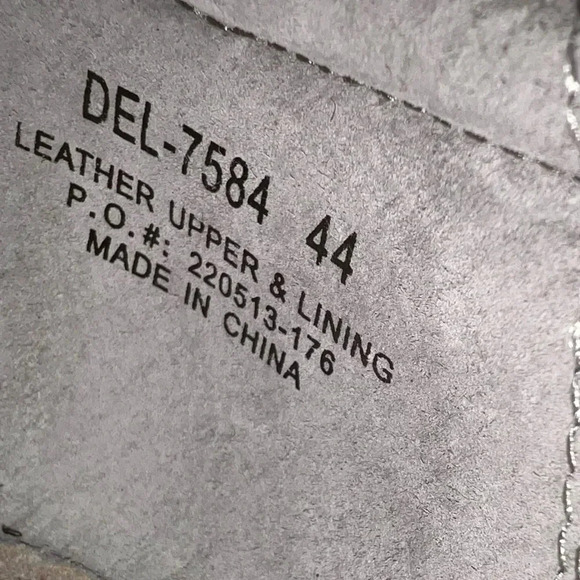 DEL-7584 44
LEATHER UPPER & LINING
P.O.#: 220513-176
MADE IN CHINA